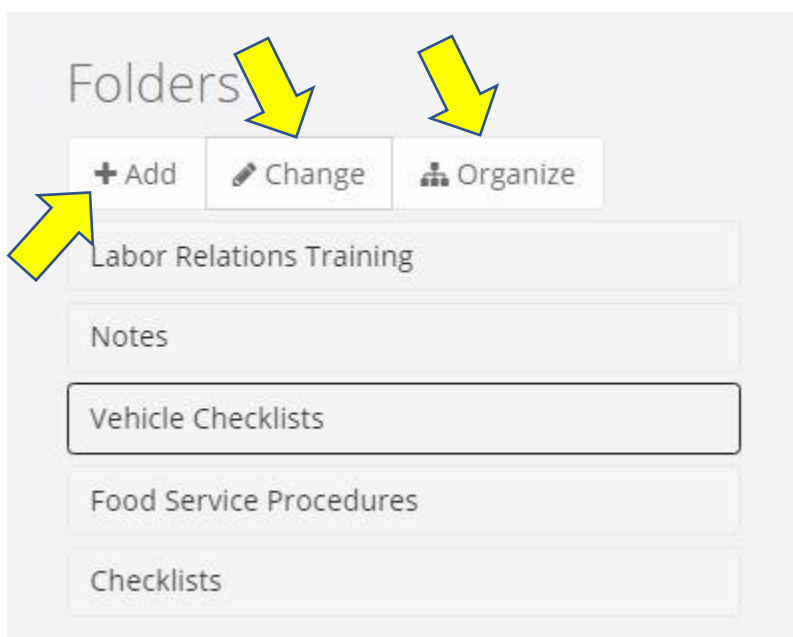 Folders
Add Change Organize
Labor Relations Training
Notes
Vehicle Checklists
Food Service Procedures
Checklists